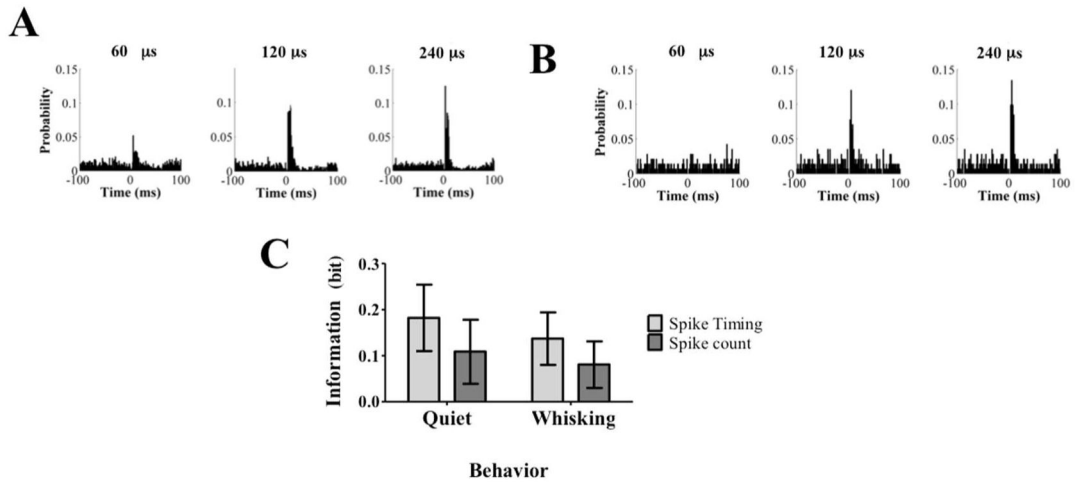 A
60 μs
120 μs
240 μs
Probability
0.15
0.1
0.05
0
-100
0
100
Time (ms)
0.15
0.1
0.05
0
-100
0
100
Time (ms)
0.15
0.1
0.05
0
-100
0
100
Time (ms)
B
60 μs
120 μs
240 μs
Probability
0.15
0.1
0.05
0
-100
0
100
Time (ms)
0.15
0.1
0.05
0
-100
0
100
Time (ms)
0.15
0.1
0.05
0
-100
0
100
Time (ms)
C
Information (bit)
0.3
0.2
0.1
0.0
Quiet
Whisking
Behavior
Spike Timing
Spike count